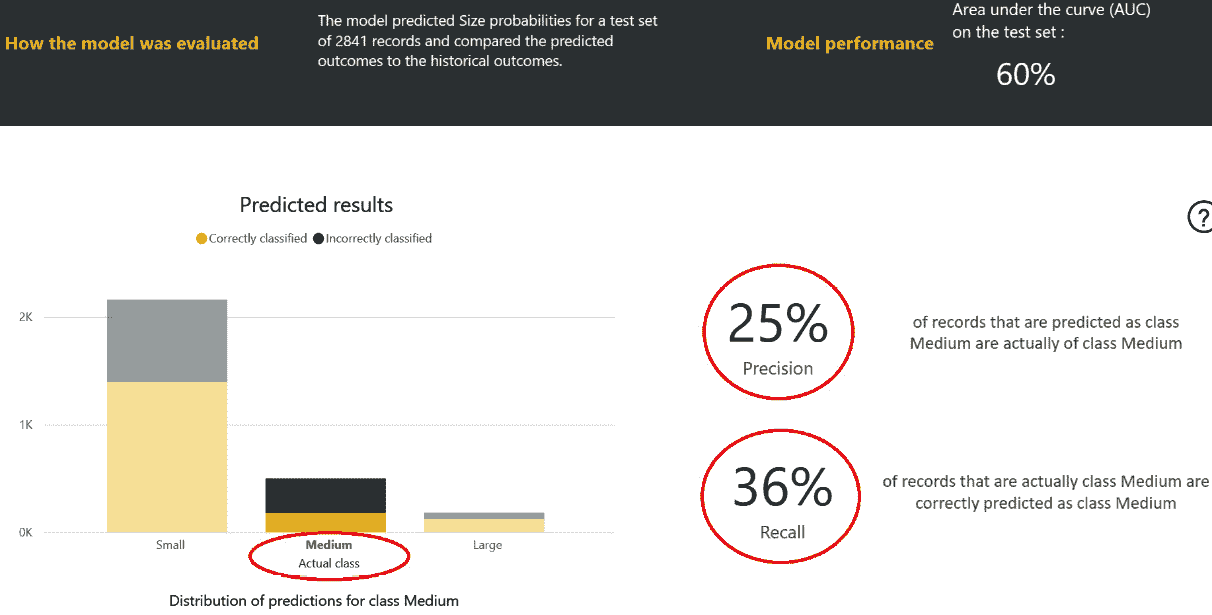 How the model was evaluated
The model predicted Size probabilities for a test set
of 2841 records and compared the predicted
outcomes to the historical outcomes.
Model performance
Area under the curve (AUC)
on the test set :
60%
Predicted results
Correctly classified Incorrectly classified
2K
1K
0K
Small
Medium
Large
Actual class
Distribution of predictions for class Medium
?
25%
Precision
of records that are predicted as class
Medium are actually of class Medium
36%
Recall
of records that are actually class Medium are
correctly predicted as class Medium